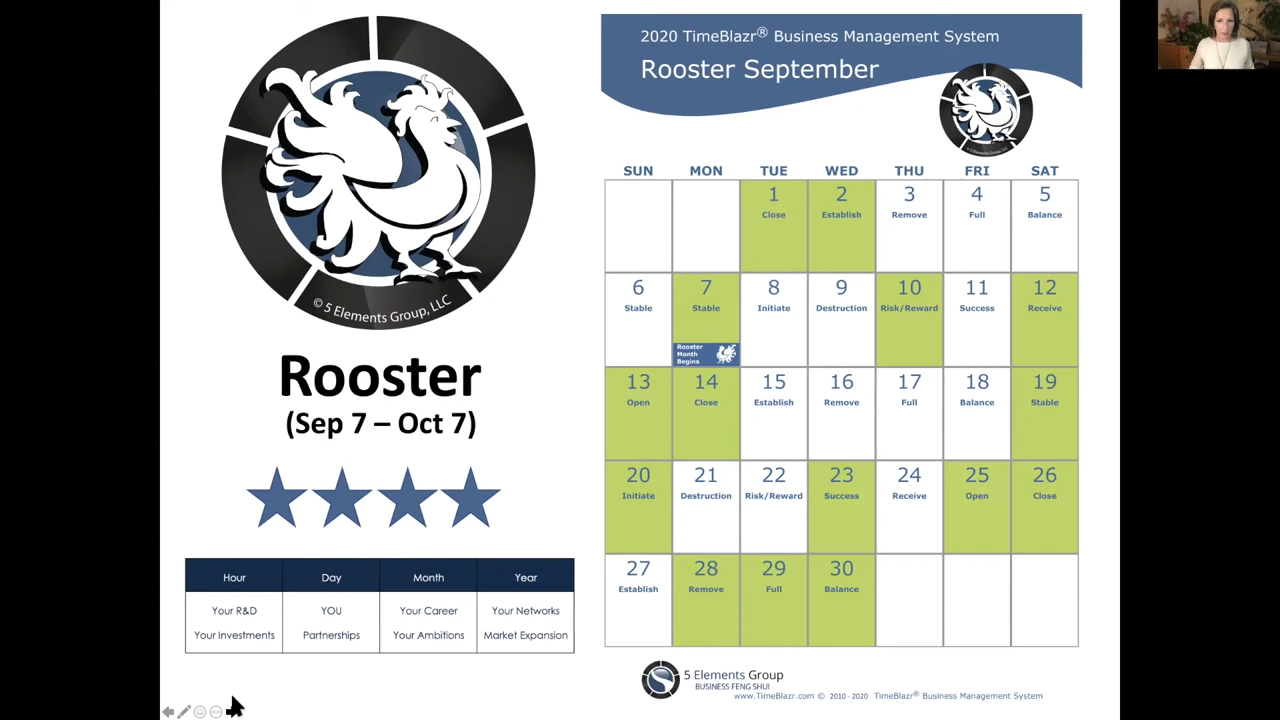 © 5 Elements Group, LLC
Rooster
(Sep 7 – Oct 7)
Hour Day Month Year
Your R&D YOU Your Career Your Networks
Your Investments Partnerships Your Ambitions Market Expansion
2020 TimeBlazr® Business Management System
Rooster September
© 5 Elements Group, LLC
SUN MON TUE WED THU FRI SAT
1 2 3 4 5
Close Establish Remove Full Balance
6 7 8 9 10 11 12
Stable Stable Initiate Destruction Risk/Reward Success Receive
Rooster
Month
Begins
13 14 15 16 17 18 19
Open Close Establish Remove Full Balance Stable
20 21 22 23 24 25 26
Initiate Destruction Risk/Reward Success Receive Open Close
27 28 29 30
Establish Remove Full Balance
5 Elements Group
BUSINESS FENG SHUI
www.TimeBlazr.com © 2010 - 2020 TimeBlazr® Business Management System